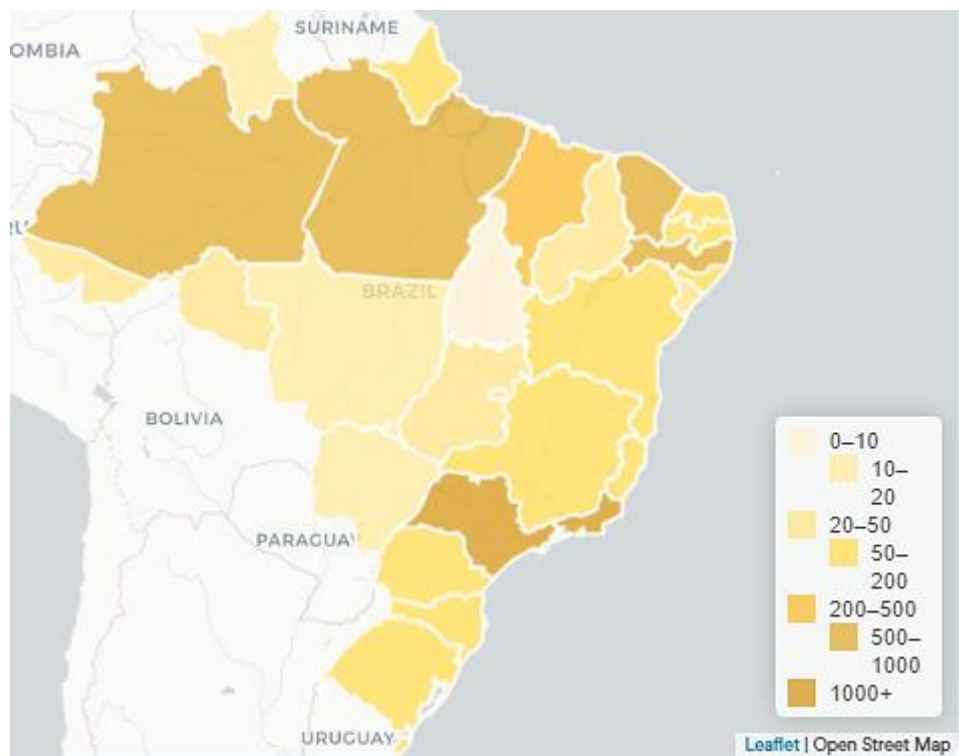 SURINAME
OMBIA
BRAZIL
BOLIVIA
PARAGUAY
URUGUAY
0–10
10–
20
20–50
50–
200
200–500
500–
1000
1000+
Leaflet | Open Street Map